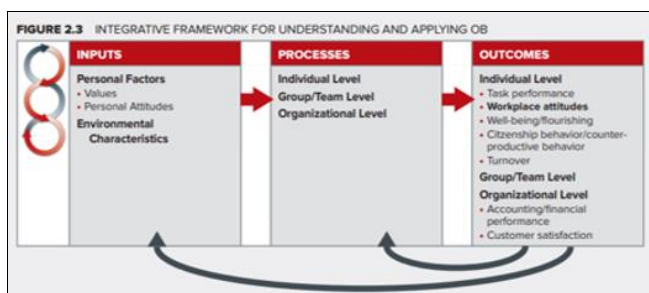 FIGURE 2.3 INTEGRATIVE FRAMEWORK FOR UNDERSTANDING AND APPLYING OB
INPUTS
Personal Factors
• Values
• Personal Attitudes
Environmental
Characteristics
PROCESSES
Individual Level
Group/Team Level
Organizational Level
OUTCOMES
Individual Level
• Task performance
• Workplace attitudes
• Well-being/flourishing
• Citzenship behavior/counter-
productive behavior
• Turnover
Group/Team Level
Organizational Level
• Accounting/financial
performance
• Customer satisfaction